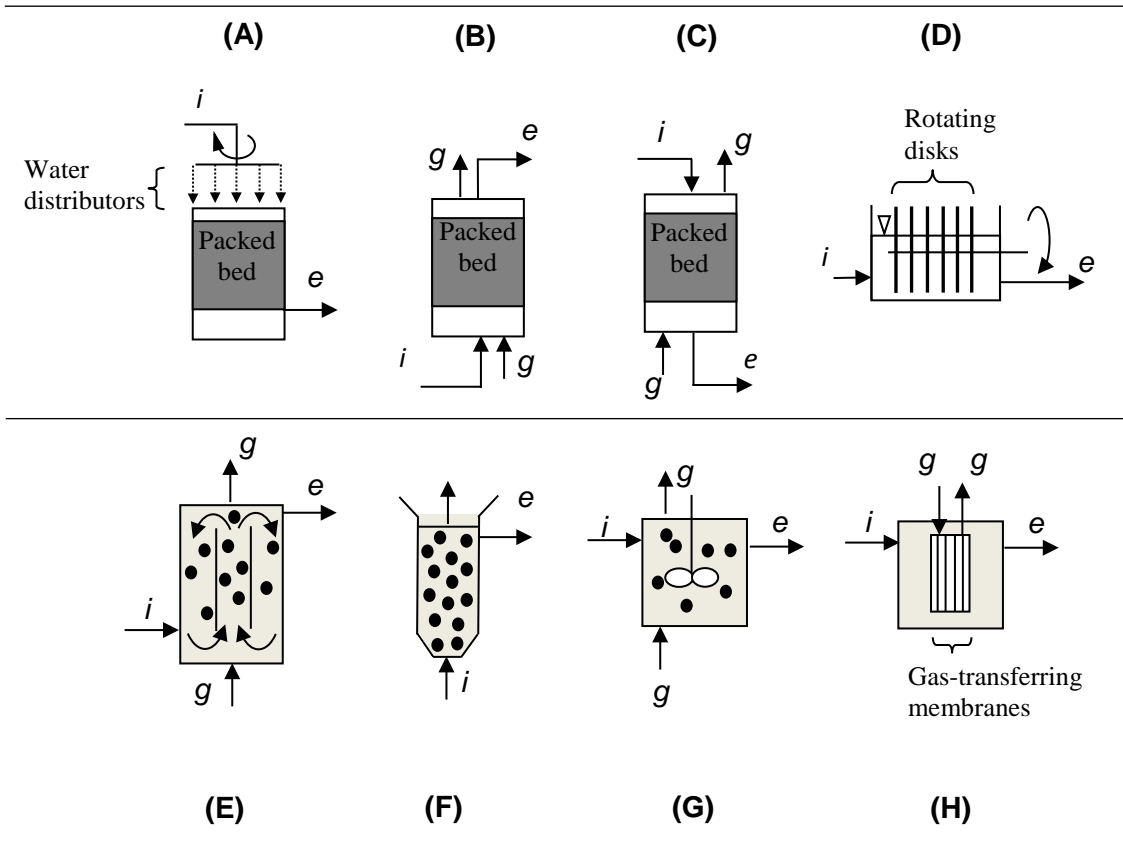 (A)
(B)
(C)
(D)
i
Water
distributors
Packed
bed
e
g
e
Packed
bed
i
g
i
g
Packed
bed
g
e
Rotating
disks
i
e
g
e
i
g
e
i
g
i
e
g
g
g
i
e
Gas-transferring
membranes
(E)
(F)
(G)
(H)